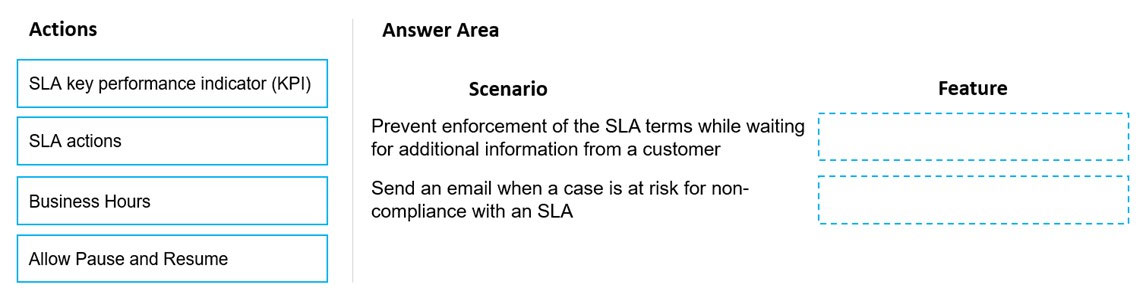 Actions
SLA key performance indicator (KPI)
SLA actions
Business Hours
Allow Pause and Resume
Answer Area
Scenario
Feature
Prevent enforcement of the SLA terms while waiting
for additional information from a customer
Send an email when a case is at risk for non-
compliance with an SLA